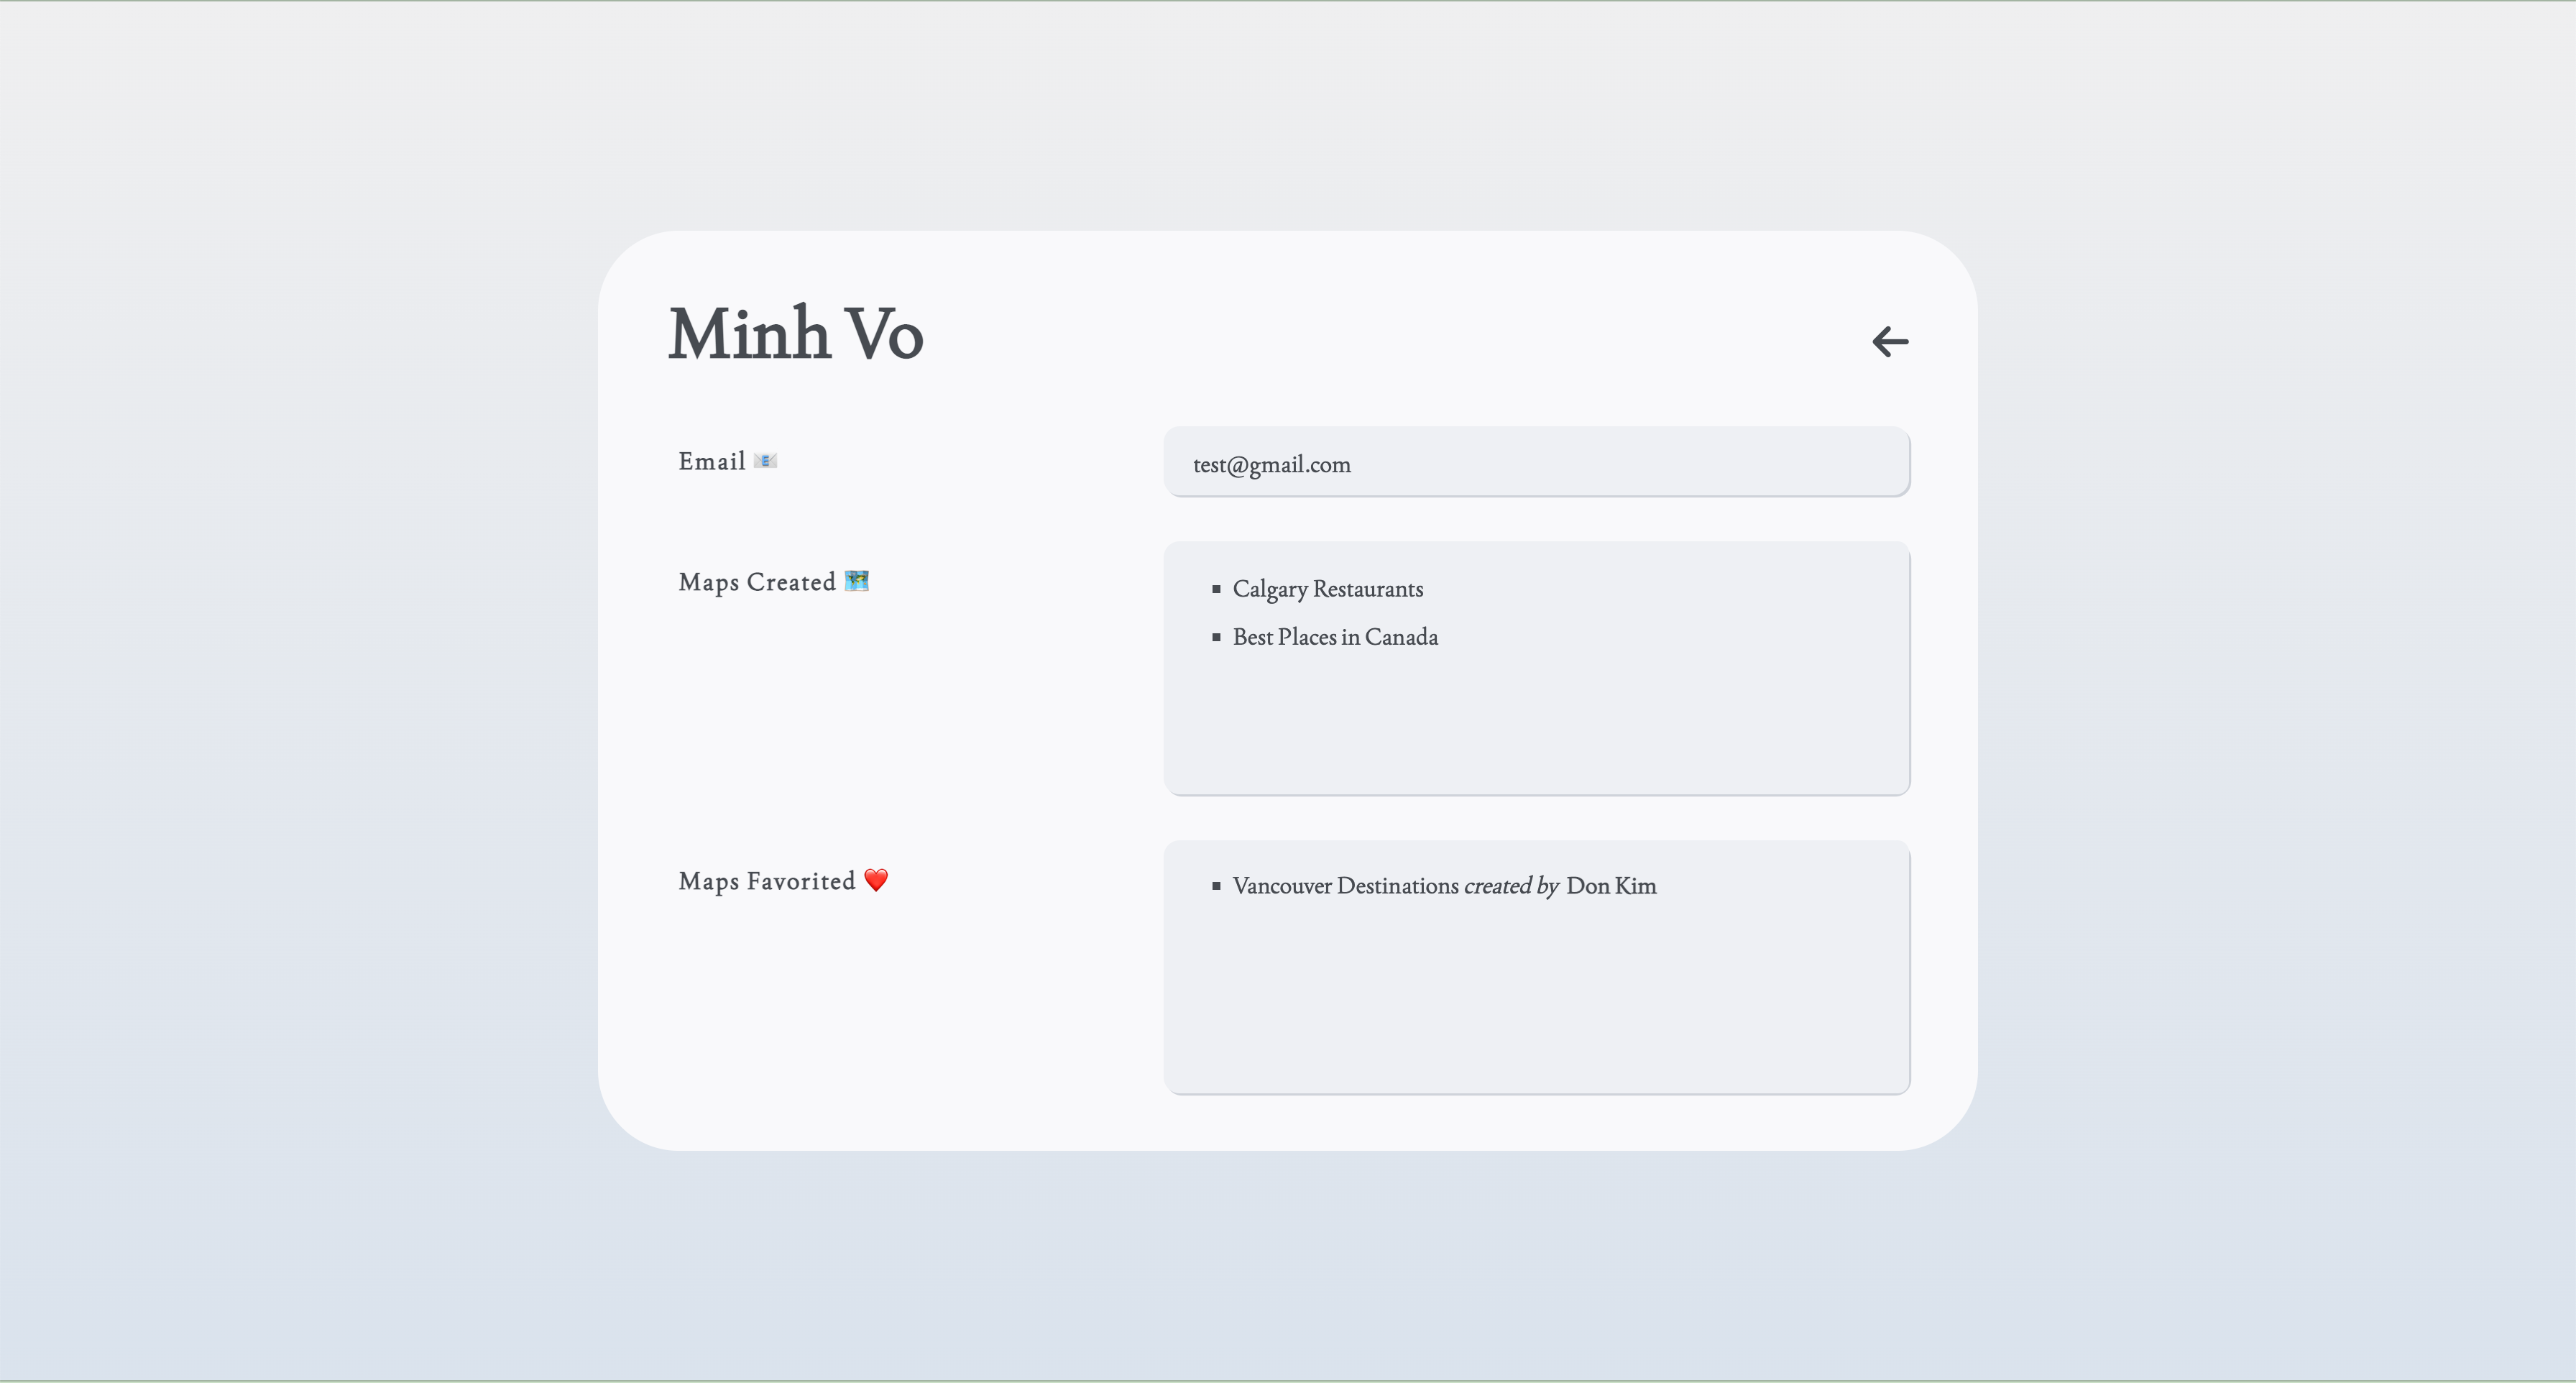 Minh Vo
Email 📧
test@gmail.com
Maps Created 🗺️
▪ Calgary Restaurants
▪ Best Places in Canada
Maps Favorited ❤️
▪ Vancouver Destinations created by Don Kim